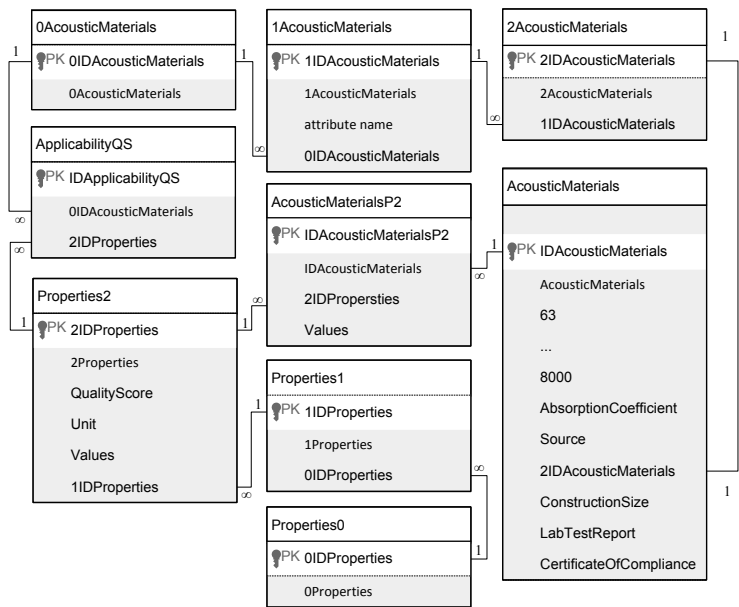 0AcousticMaterials
PK 0IDAcousticMaterials
0AcousticMaterials
1
1
∞
1AcousticMaterials
PK 1IDAcousticMaterials
1AcousticMaterials
attribute name
0IDAcousticMaterials
1
∞
2AcousticMaterials
PK 2IDAcousticMaterials
2AcousticMaterials
1IDAcousticMaterials
1
ApplicabilityQS
PK IDApplicabilityQS
0IDAcousticMaterials
2IDProperties
∞
∞
AcousticMaterialsP2
PK IDAcousticMaterialsP2
IDAcousticMaterials
2IDPropersties
Values
1
∞
∞
AcousticMaterials
PK IDAcousticMaterials
AcousticMaterials
63
...
8000
AbsorptionCoefficient
Source
2IDAcousticMaterials
ConstructionSize
LabTestReport
CertificateOfCompliance
1
Properties2
PK 2IDProperties
2Properties
QualityScore
Unit
Values
1IDProperties
1
1
∞
Properties1
PK 1IDProperties
1Properties
0IDProperties
1
∞
Properties0
PK 0IDProperties
0Properties
1